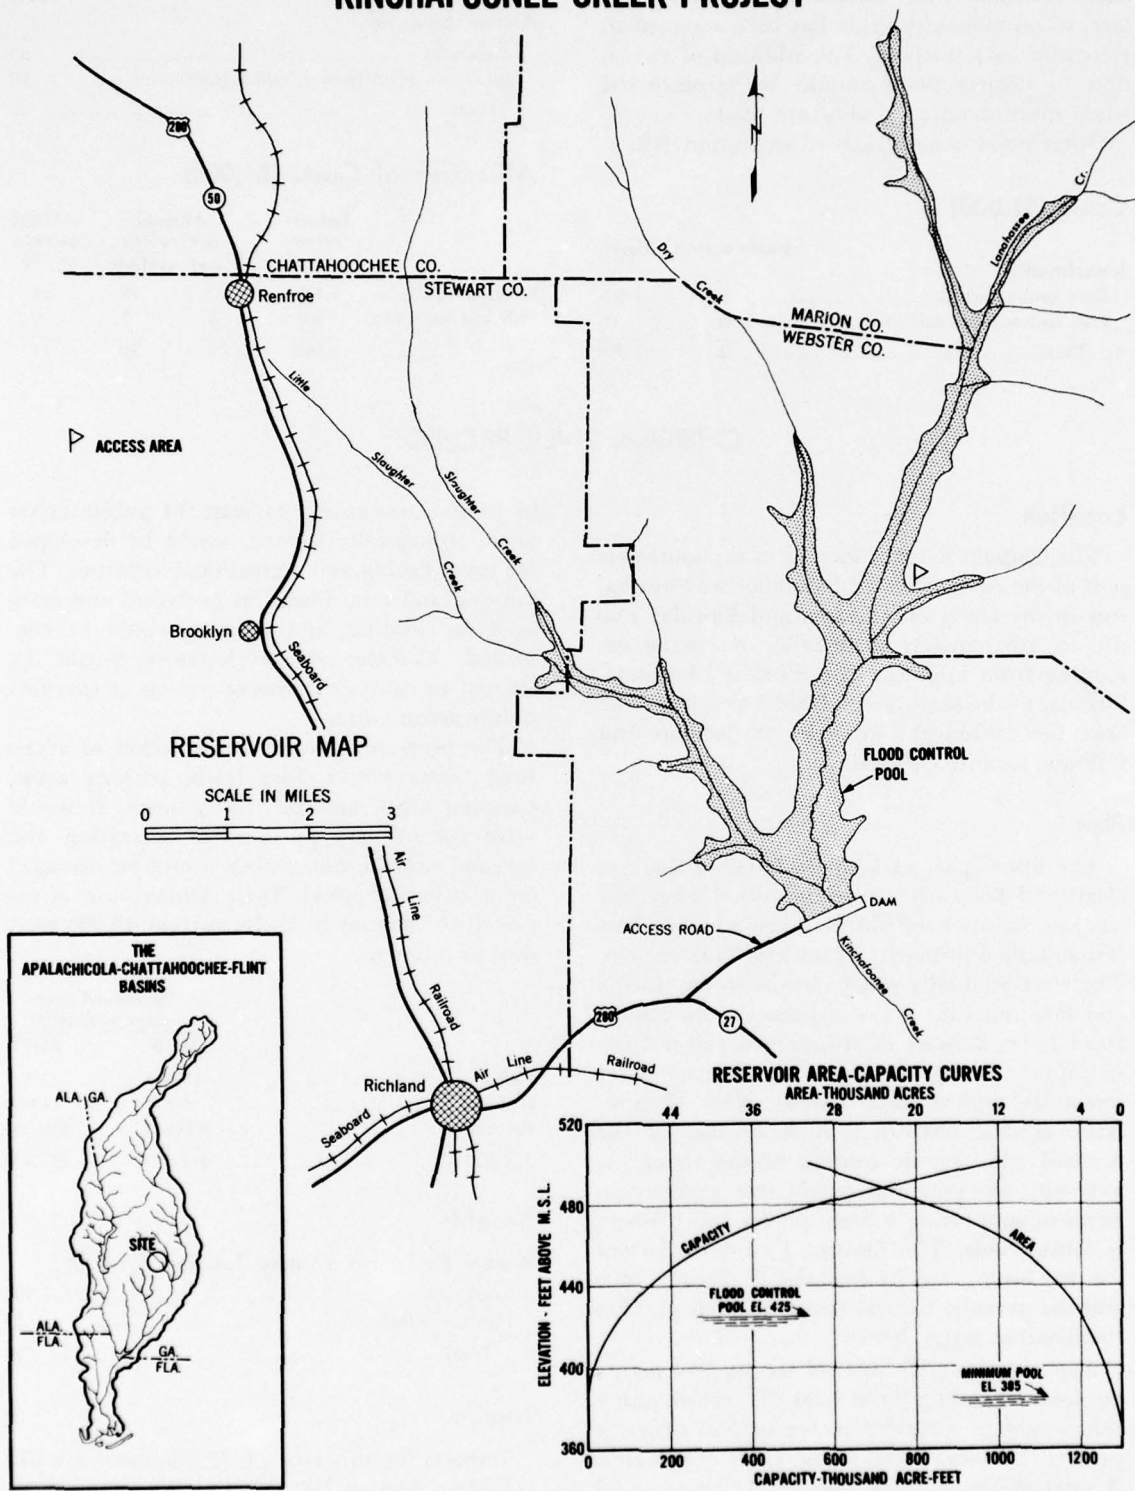 KINCHAFOONEE CREEK PROJECT
280
50
CHATTAHOOCHEE CO.
STEWART CO.
Renfroe
Dry
Creek
Lanahassee
Cr.
MARION CO.
WEBSTER CO.
ACCESS AREA
Little
Slaughter
Creek
Slaughter
Creek
Brooklyn
Seaboard
RESERVOIR MAP
SCALE IN MILES
0 1 2 3
Air
Line
Railroad
FLOOD CONTROL
POOL
DAM
ACCESS ROAD
Kinchafoonee
Creek
280
27
Richland
Seaboard
Air
Line
Railroad
THE
APALACHICOLA-CHATTAHOOCHEE-FLINT
BASINS
ALA. GA.
SITE
ALA.
FLA.
GA.
FLA.
RESERVOIR AREA-CAPACITY CURVES
AREA-THOUSAND ACRES
44 36 28 20 12 4 0
520
480
440
400
360
ELEVATION - FEET ABOVE M.S.L.
CAPACITY
AREA
FLOOD CONTROL
POOL EL. 425
MINIMUM POOL
EL. 385
0 200 400 600 800 1000 1200
CAPACITY-THOUSAND ACRE-FEET